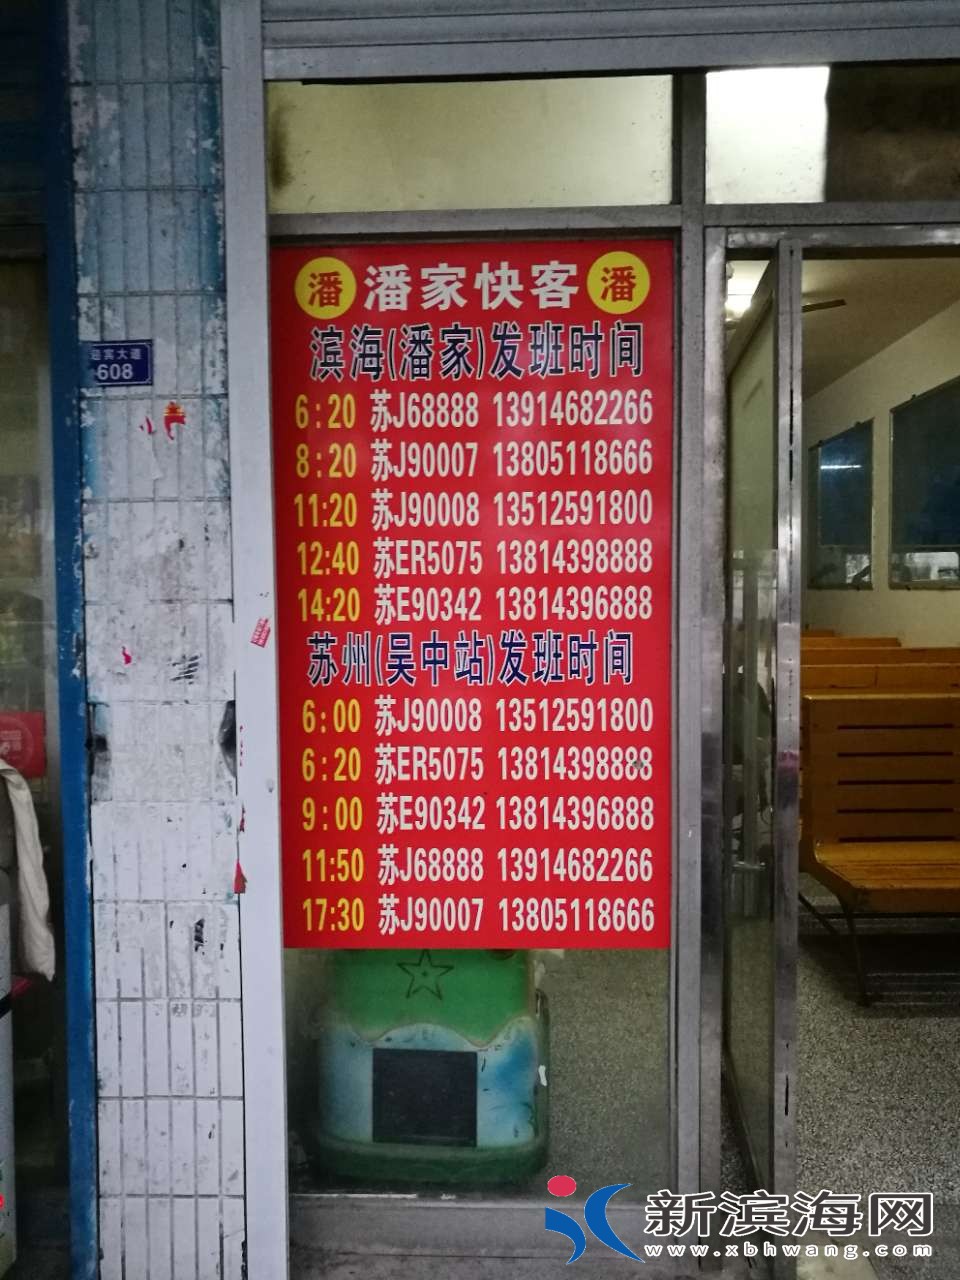 潘 潘家快客 潘
滨海(潘家)发班时间
迎宾大道
608
6:20 苏J68888 13914682266
8:20 苏J90007 13805118666
11:20 苏J90008 13512591800
12:40 苏ER5075 13814398888
14:20 苏E90342 13814396888
苏州(吴中站)发班时间
6:00 苏J90008 13512591800
6:20 苏ER5075 13814398888
9:00 苏E90342 13814396888
11:50 苏J68888 13914682266
17:30 苏J90007 13805118666
新滨海网
www.xbhwang.com